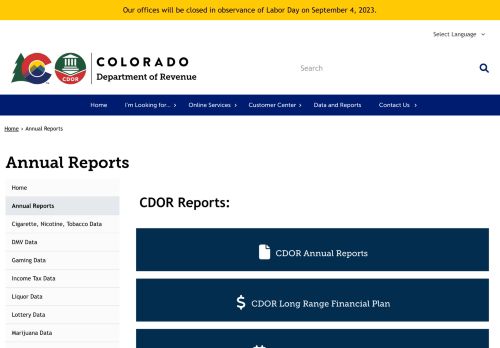 Our offices will be closed in observance of Labor Day on September 4, 2023.
Select Language
COLORADO
Department of Revenue
CDOR
Search
Home
I'm Looking for...
Online Services
Customer Center
Data and Reports
Contact Us
Home › Annual Reports
Annual Reports
Home
Annual Reports
Cigarette, Nicotine, Tobacco Data
DMV Data
Gaming Data
Income Tax Data
Liquor Data
Lottery Data
Marijuana Data
CDOR Reports:
CDOR Annual Reports
CDOR Long Range Financial Plan